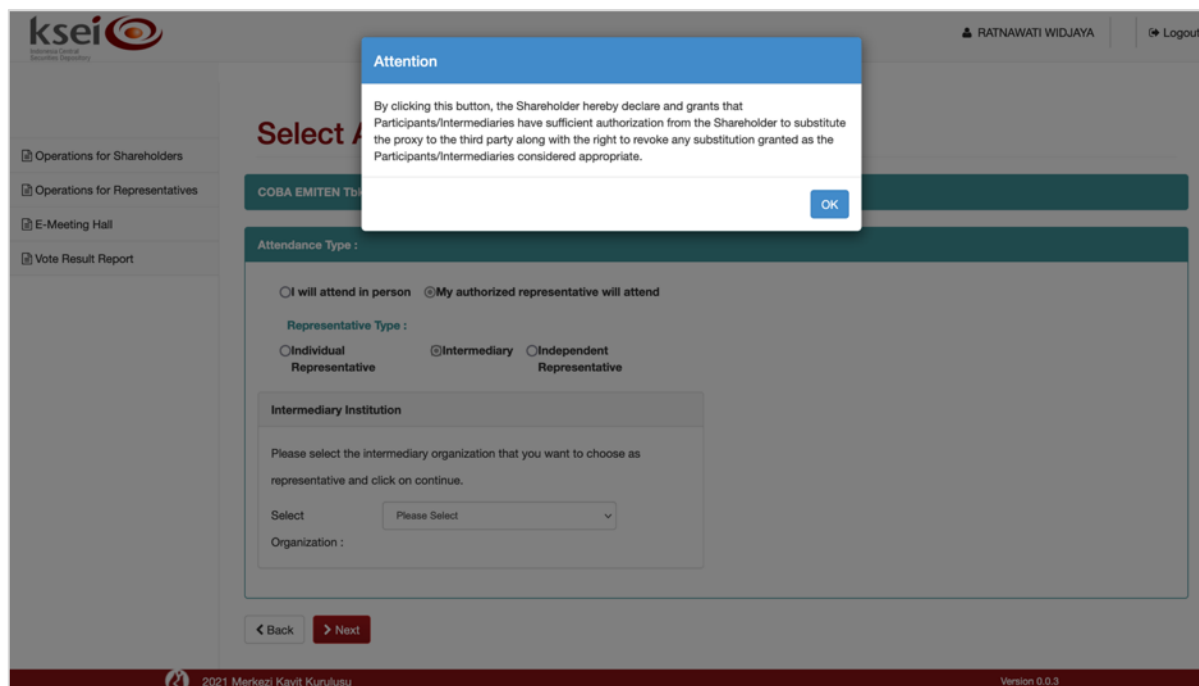 ksei
Indonesia Central
Securities Depository
RATNAWATI WIDJAYA
Logout
Attention
By clicking this button, the Shareholder hereby declare and grants that
Participants/Intermediaries have sufficient authorization from the Shareholder to substitute
the proxy to the third party along with the right to revoke any substitution granted as the
Participants/Intermediaries considered appropriate.
OK
Operations for Shareholders
Operations for Representatives
E-Meeting Hall
Vote Result Report
Select
COBA EMITEN Tbk
Attendance Type :
I will attend in person My authorized representative will attend
Representative Type :
Individual Intermediary Independent
Representative Representative
Intermediary Institution
Please select the intermediary organization that you want to choose as
representative and click on continue.
Select Please Select
Organization :
Back Next
2021 Merkezi Kayit Kurulusu Version 0.0.3